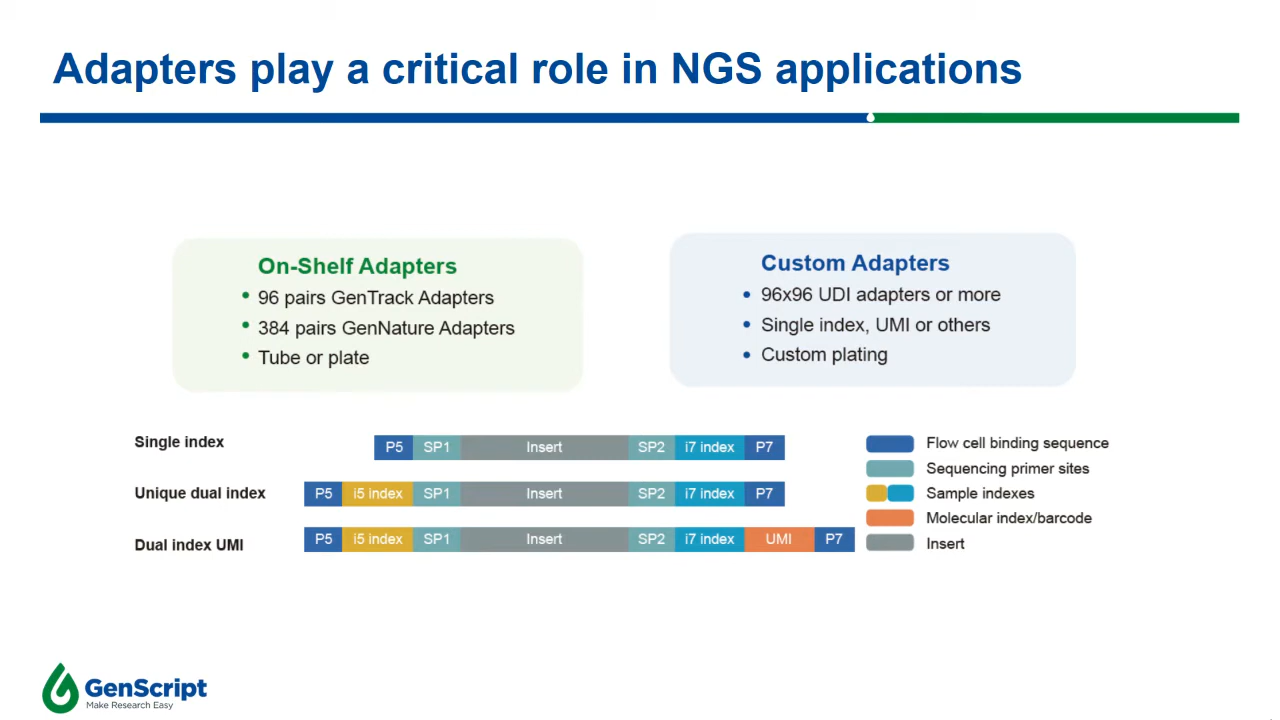 Adapters play a critical role in NGS applications
On-Shelf Adapters
• 96 pairs GenTrack Adapters
• 384 pairs GenNature Adapters
• Tube or plate
Custom Adapters
• 96x96 UDI adapters or more
• Single index, UMI or others
• Custom plating
Single index
P5 SP1 Insert SP2 i7 index P7
Unique dual index
P5 i5 index SP1 Insert SP2 i7 index P7
Dual index UMI
P5 i5 index SP1 Insert SP2 i7 index UMI P7
Flow cell binding sequence
Sequencing primer sites
Sample indexes
Molecular index/barcode
Insert
GenScript
Make Research Easy